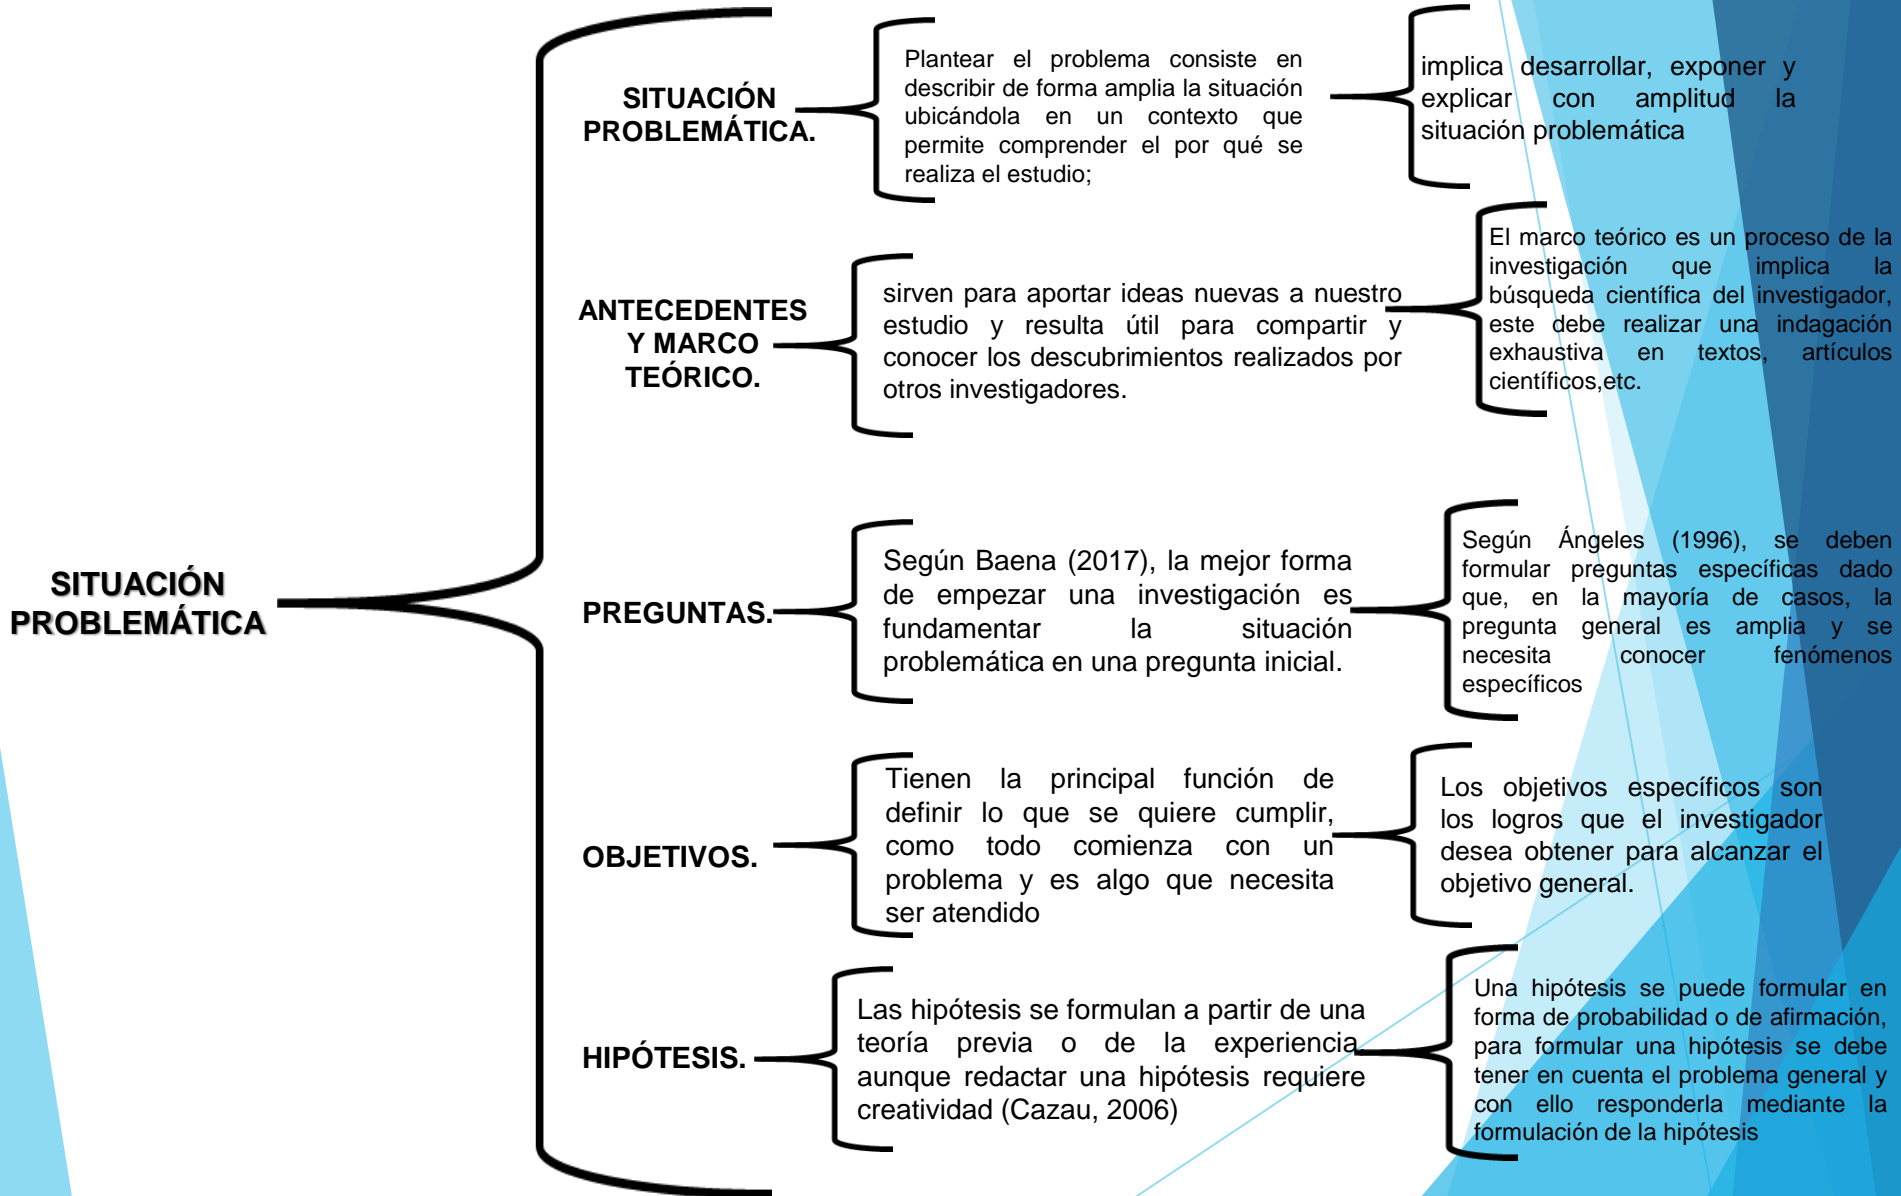 SITUACIÓN
PROBLEMÁTICA
SITUACIÓN
PROBLEMÁTICA.
Plantear el problema consiste en
describir de forma amplia la situación
ubicándola en un contexto que
permite comprender el por qué se
realiza el estudio;
implica desarrollar, exponer y
explicar con amplitud la
situación problemática
ANTECEDENTES
Y MARCO
TEÓRICO.
sirven para aportar ideas nuevas a nuestro
estudio y resulta útil para compartir y
conocer los descubrimientos realizados por
otros investigadores.
El marco teórico es un proceso de la
investigación que implica la
búsqueda científica del investigador,
este debe realizar una indagación
exhaustiva en textos, artículos
científicos,etc.
PREGUNTAS.
Según Baena (2017), la mejor forma
de empezar una investigación es
fundamentar la situación
problemática en una pregunta inicial.
Según Ángeles (1996), se deben
formular preguntas específicas dado
que, en la mayoría de casos, la
pregunta general es amplia y se
necesita conocer fenómenos
específicos
OBJETIVOS.
Tienen la principal función de
definir lo que se quiere cumplir,
como todo comienza con un
problema y es algo que necesita
ser atendido
Los objetivos específicos son
los logros que el investigador
desea obtener para alcanzar el
objetivo general.
HIPÓTESIS.
Las hipótesis se formulan a partir de una
teoría previa o de la experiencia,
aunque redactar una hipótesis requiere
creatividad (Cazau, 2006)
Una hipótesis se puede formular en
forma de probabilidad o de afirmación,
para formular una hipótesis se debe
tener en cuenta el problema general y
con ello responderla mediante la
formulación de la hipótesis